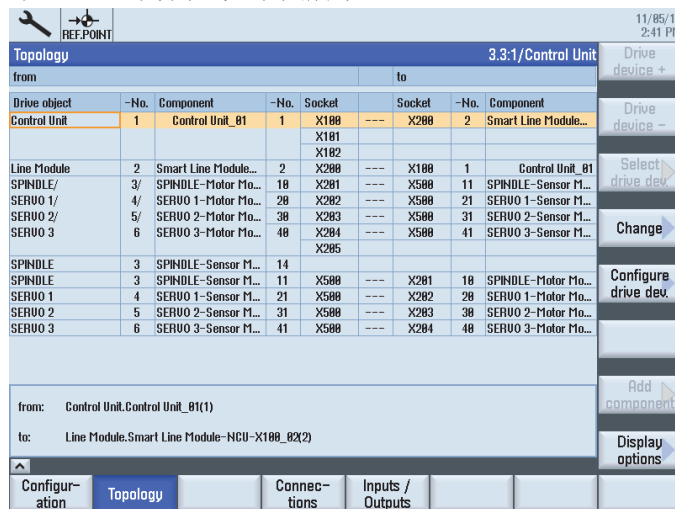 REF.POINT
11/05/1
2:41 PM
Topology 3.3:1/Control Unit
from to
Drive object -No. Component -No. Socket Socket -No. Component
Control Unit 1 Control Unit_01 1 X100 --- X200 2 Smart Line Module...
X101
X102
Line Module 2 Smart Line Module... 2 X200 --- X100 1 Control Unit_01
SPINDLE/ 3/ SPINDLE-Motor Mo... 10 X201 --- X500 11 SPINDLE-Sensor M...
SERVO 1/ 4/ SERVO 1-Motor Mo... 20 X202 --- X500 21 SERVO 1-Sensor M...
SERVO 2/ 5/ SERVO 2-Motor Mo... 30 X203 --- X500 31 SERVO 2-Sensor M...
SERVO 3 6 SERVO 3-Motor Mo... 40 X204 --- X500 41 SERVO 3-Sensor M...
X205
SPINDLE 3 SPINDLE-Sensor M... 14
SPINDLE 3 SPINDLE-Sensor M... 11 X500 --- X201 10 SPINDLE-Motor Mo...
SERVO 1 4 SERVO 1-Sensor M... 21 X500 --- X202 20 SERVO 1-Motor Mo...
SERVO 2 5 SERVO 2-Sensor M... 31 X500 --- X203 30 SERVO 2-Motor Mo...
SERVO 3 6 SERVO 3-Sensor M... 41 X500 --- X204 40 SERVO 3-Motor Mo...
from: Control Unit.Control Unit_01(1)
to: Line Module.Smart Line Module-NCU-X100_02(2)
Drive
device +
Drive
device -
Select
drive dev.
Change
Configure
drive dev.
Add
component
Display
options
Configur-
ation
Topology
Connec-
tions
Inputs /
Outputs